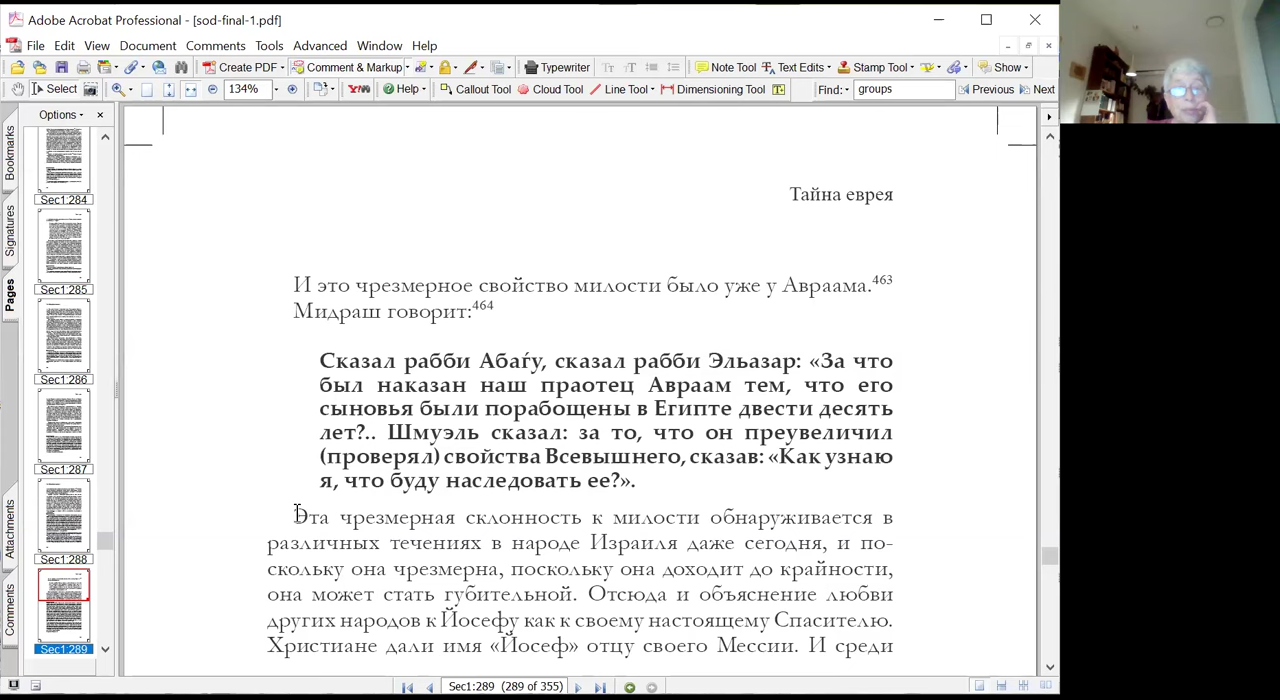 Adobe Acrobat Professional - [sod-final-1.pdf]
File Edit View Document Comments Tools Advanced Window Help
Create PDF Comment & Markup Typewriter Note Tool Text Edits Stamp Tool Show
Select 134% Help Callout Tool Cloud Tool Line Tool Dimensioning Tool Find: groups Previous Next
Options
Bookmarks
Signatures
Pages
Attachments
Comments
Sec1:284
Sec1:285
Sec1:286
Sec1:287
Sec1:288
Sec1:289
Тайна еврея
И это чрезмерное свойство милости было уже у Авраама.463
Мидраш говорит:464
Сказал рабби Абаѓу, сказал рабби Эльазар: «За что
был наказан наш праотец Авраам тем, что его
сыновья были порабощены в Египте двести десять
лет?.. Шмуэль сказал: за то, что он преувеличил
(проверял) свойства Всевышнего, сказав: «Как узнаю
я, что буду наследовать ее?».
Эта чрезмерная склонность к милости обнаруживается в
различных течениях в народе Израиля даже сегодня, и по-
скольку она чрезмерна, поскольку она доходит до крайности,
она может стать губительной. Отсюда и объяснение любви
других народов к Йосефу как к своему настоящему Спасителю.
Христиане дали имя «Йосеф» отцу своего Мессии. И среди
Sec1:289 (289 of 355)